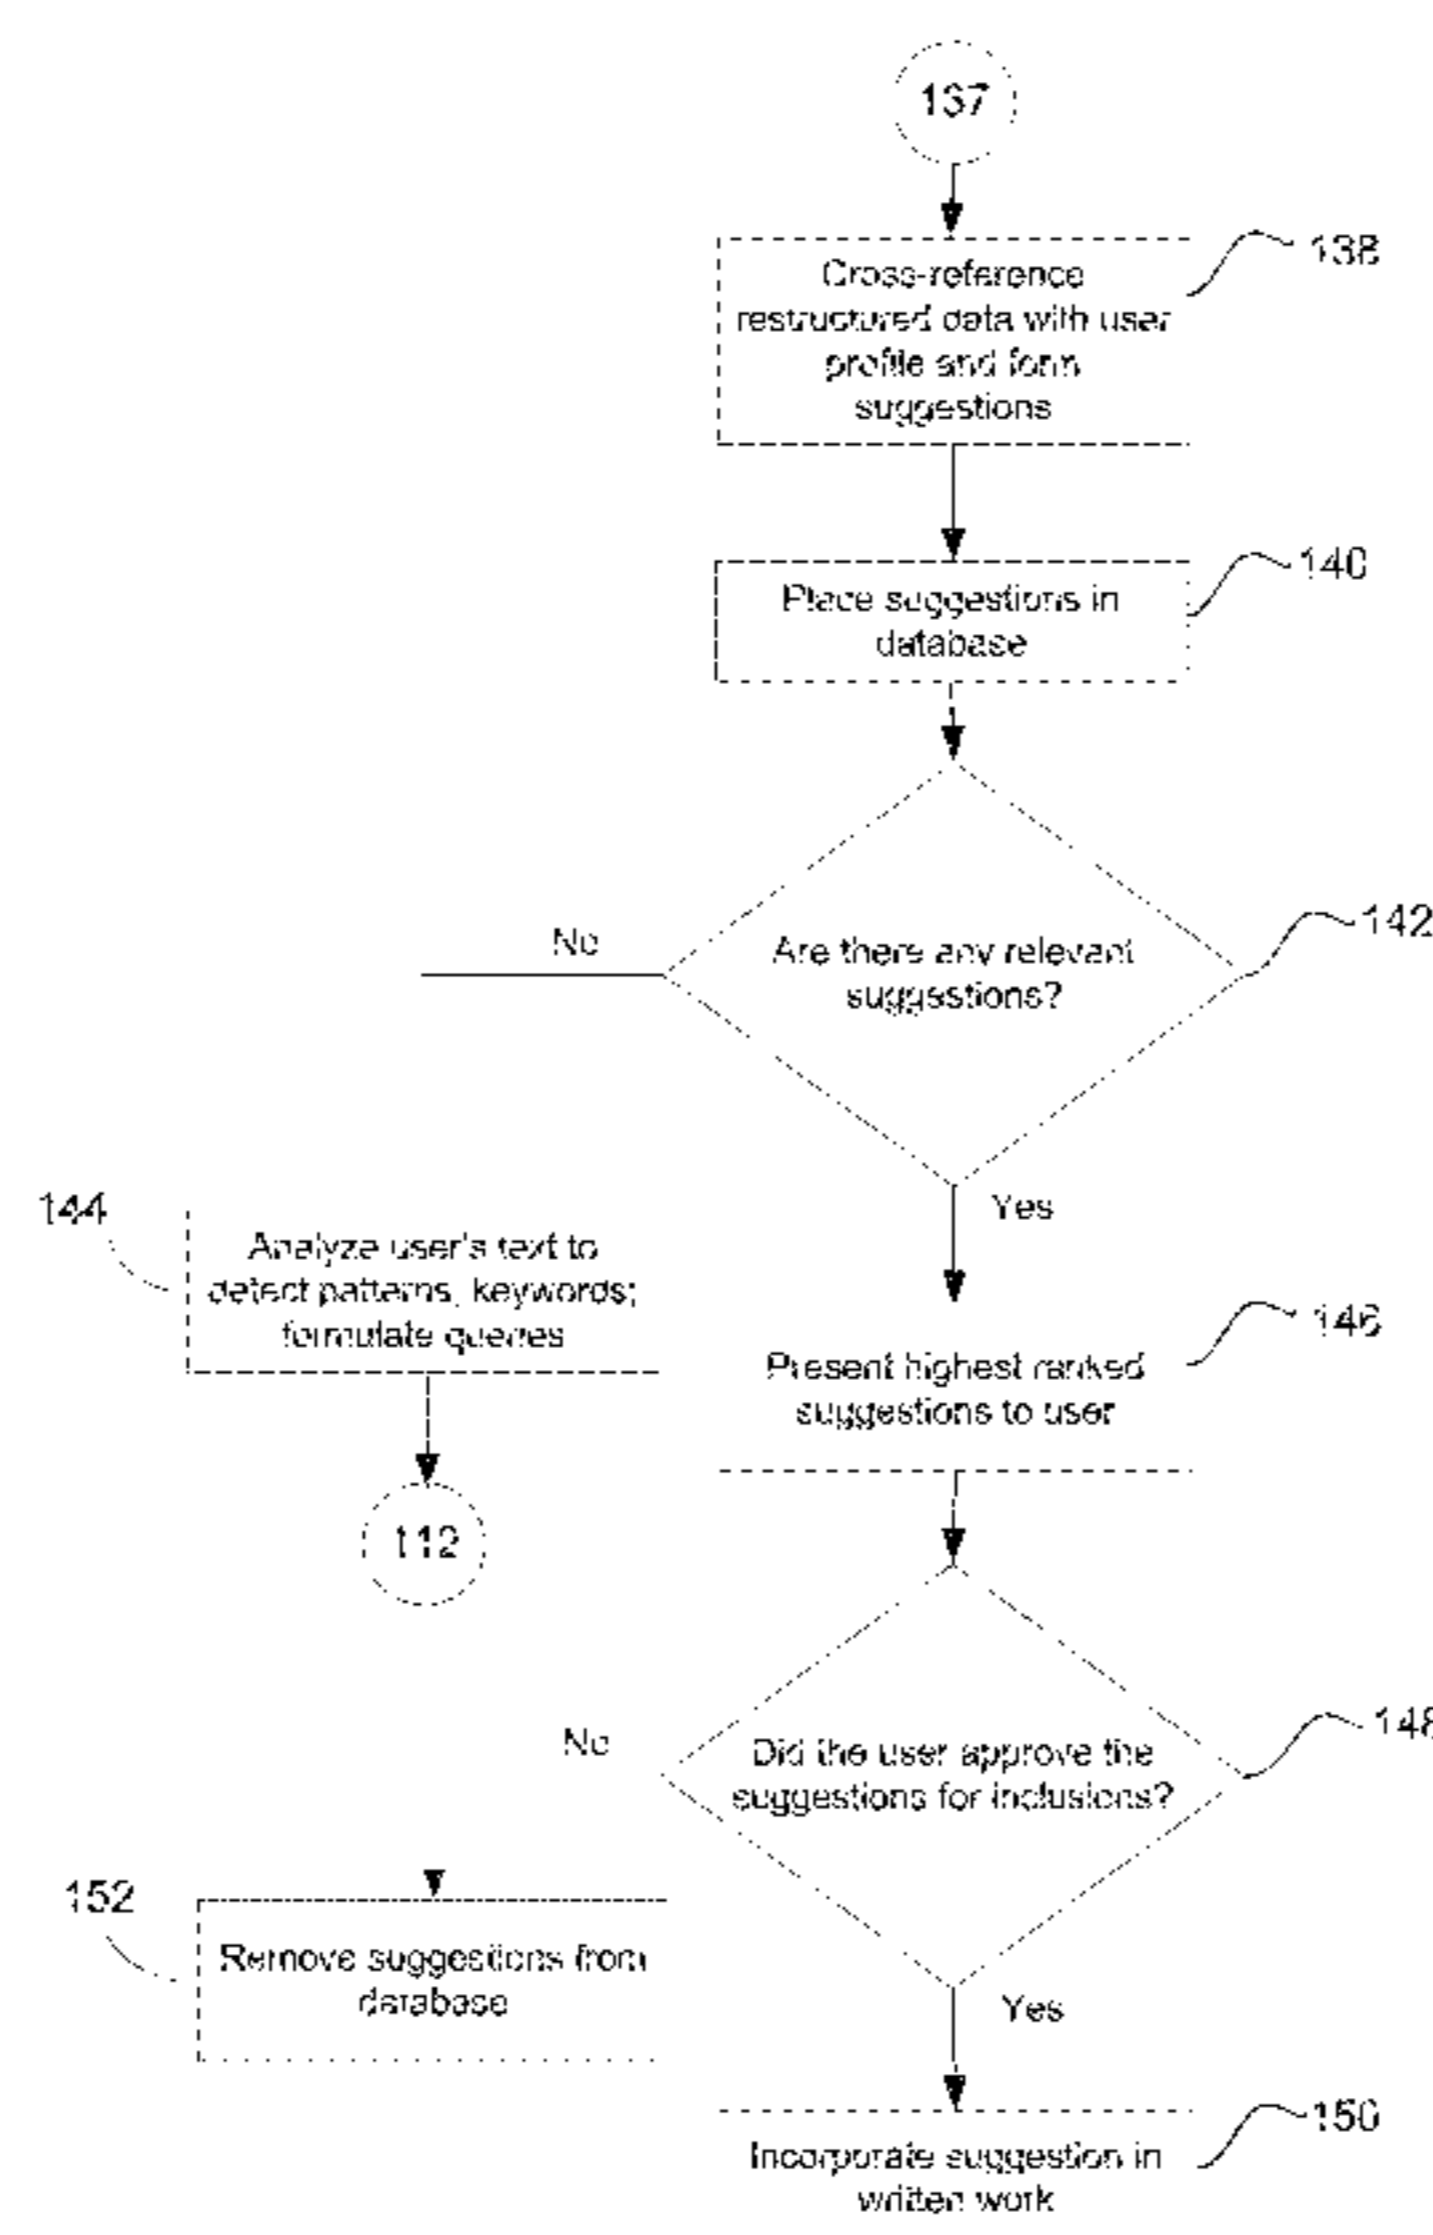 137
Cross-reference
restructured data with user
profile and form
suggestions
138
Place suggestions in
database
140
No
Are there any relevant
suggestions?
142
Yes
144
Analyze user's text to
detect patterns, keywords;
formulate queries
146
Present highest ranked
suggestions to user
112
No
Did the user approve the
suggestions for inclusions?
148
152
Remove suggestions from
database
Yes
150
Incorporate suggestion in
written work